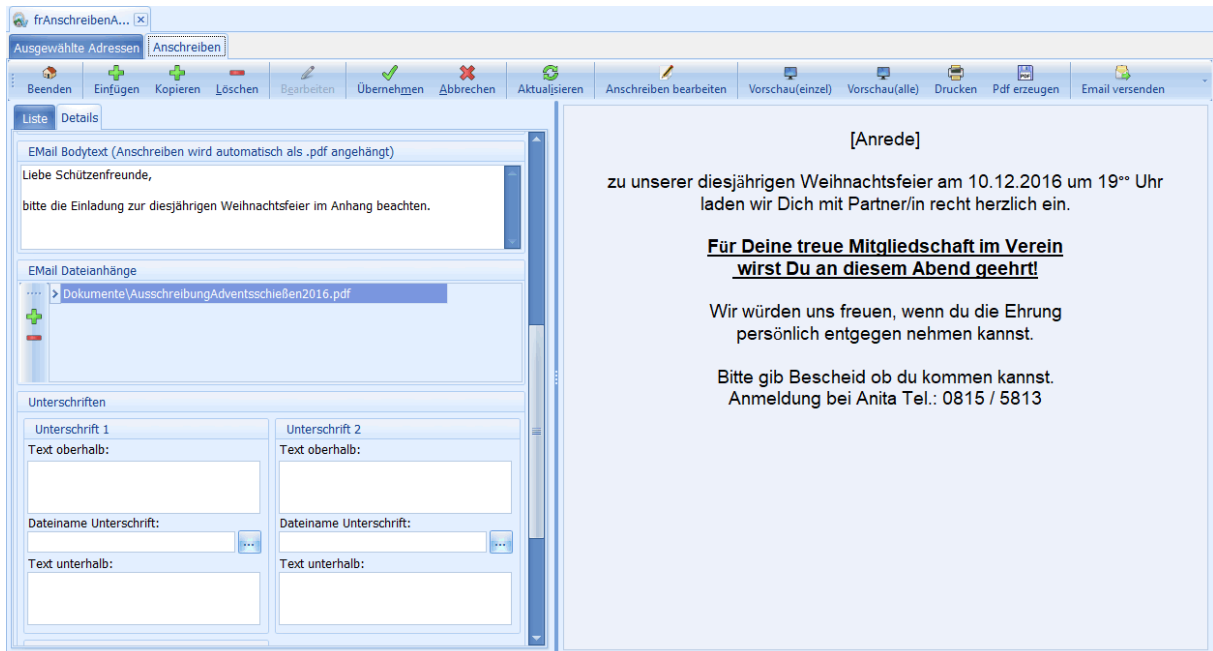 frAnschreibenA...
Ausgewählte Adressen Anschreiben
Beenden Einfügen Kopieren Löschen Bearbeiten Übernehmen Abbrechen Aktualisieren Anschreiben bearbeiten Vorschau(einzel) Vorschau(alle) Drucken Pdf erzeugen Email versenden
Liste Details
EMail Bodytext (Anschreiben wird automatisch als .pdf angehängt)
Liebe Schützenfreunde,
bitte die Einladung zur diesjährigen Weihnachtsfeier im Anhang beachten.
EMail Dateianhänge
Dokumente\AusschreibungAdventsschießen2016.pdf
Unterschriften
Unterschrift 1
Text oberhalb:
Dateiname Unterschrift:
...
Text unterhalb:
Unterschrift 2
Text oberhalb:
Dateiname Unterschrift:
...
Text unterhalb:
[Anrede]
zu unserer diesjährigen Weihnachtsfeier am 10.12.2016 um 19°° Uhr
laden wir Dich mit Partner/in recht herzlich ein.
Für Deine treue Mitgliedschaft im Verein
wirst Du an diesem Abend geehrt!
Wir würden uns freuen, wenn du die Ehrung
persönlich entgegen nehmen kannst.
Bitte gib Bescheid ob du kommen kannst.
Anmeldung bei Anita Tel.: 0815 / 5813